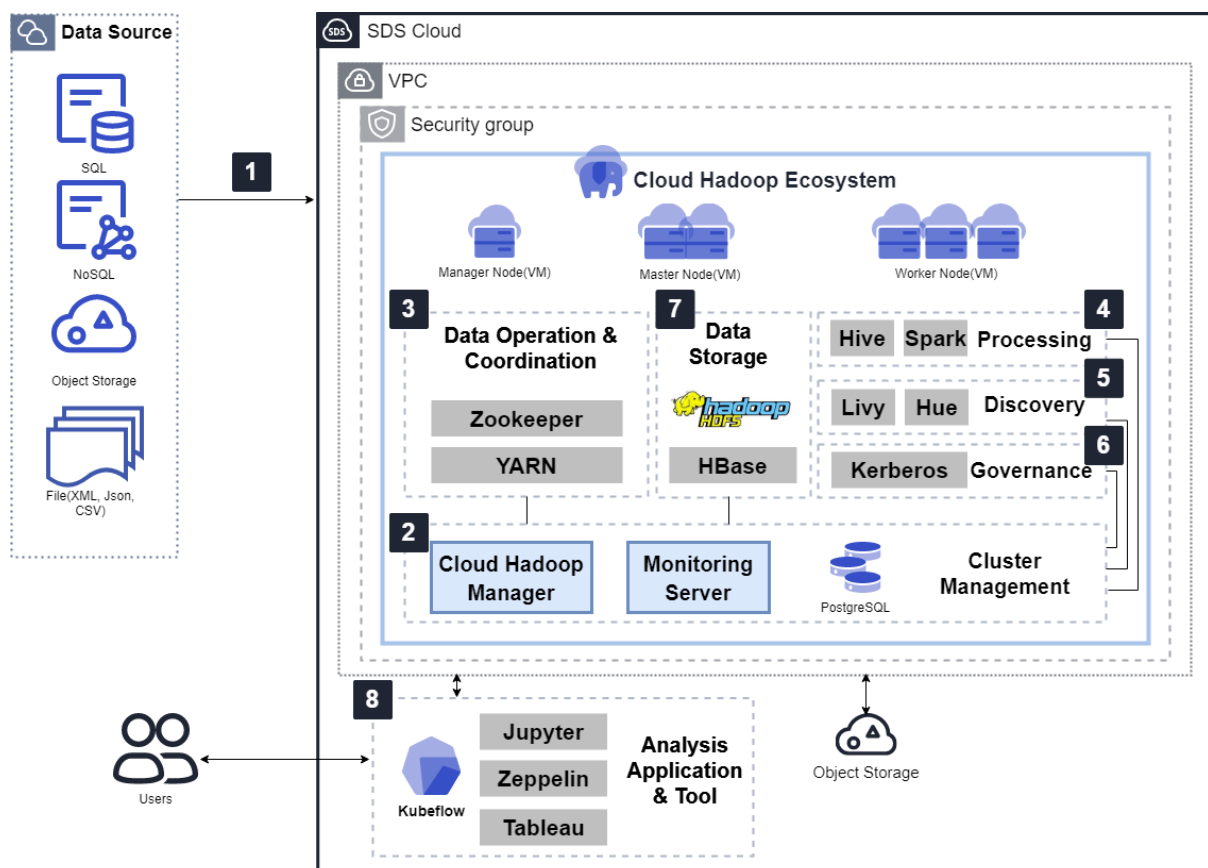 Data Source
SQL
NoSQL
Object Storage
File(XML, Json,
CSV)
1
SDS
SDS Cloud
VPC
Security group
Cloud Hadoop Ecosystem
Manager Node(VM)
Master Node(VM)
Worker Node(VM)
3
Data Operation &
Coordination
Zookeeper
YARN
7
Data
Storage
hadoop
HDFS
HBase
4
Hive
Spark
Processing
5
Livy
Hue
Discovery
6
Kerberos
Governance
2
Cloud Hadoop
Manager
Monitoring
Server
PostgreSQL
Cluster
Management
8
Kubeflow
Jupyter
Zeppelin
Tableau
Analysis
Application
& Tool
Users
Object Storage